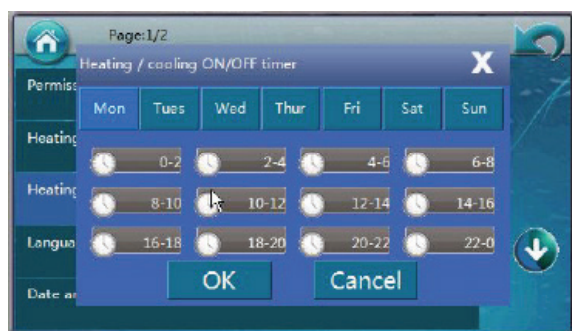 Page:1/2
Heating / cooling ON/OFF timer X
Permiss
Mon Tues Wed Thur Fri Sat Sun
Heating
0-2 2-4 4-6 6-8
Heating
8-10 10-12 12-14 14-16
Langua
16-18 18-20 20-22 22-0
OK Cancel
Date an